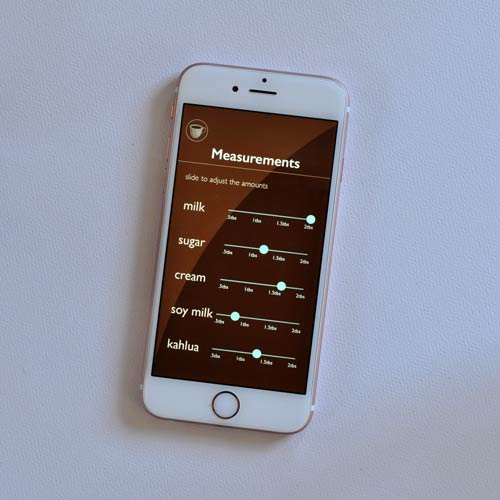 Measurements
slide to adjust the amounts
milk
.5tbs 1tbs 1.5tbs 2tbs
sugar
.5tbs 1tbs 1.5tbs 2tbs
cream
.5tbs 1tbs 1.5tbs 2tbs
soy milk
.5tbs 1tbs 1.5tbs 2tbs
kahlua
.5tbs 1tbs 1.5tbs 2tbs